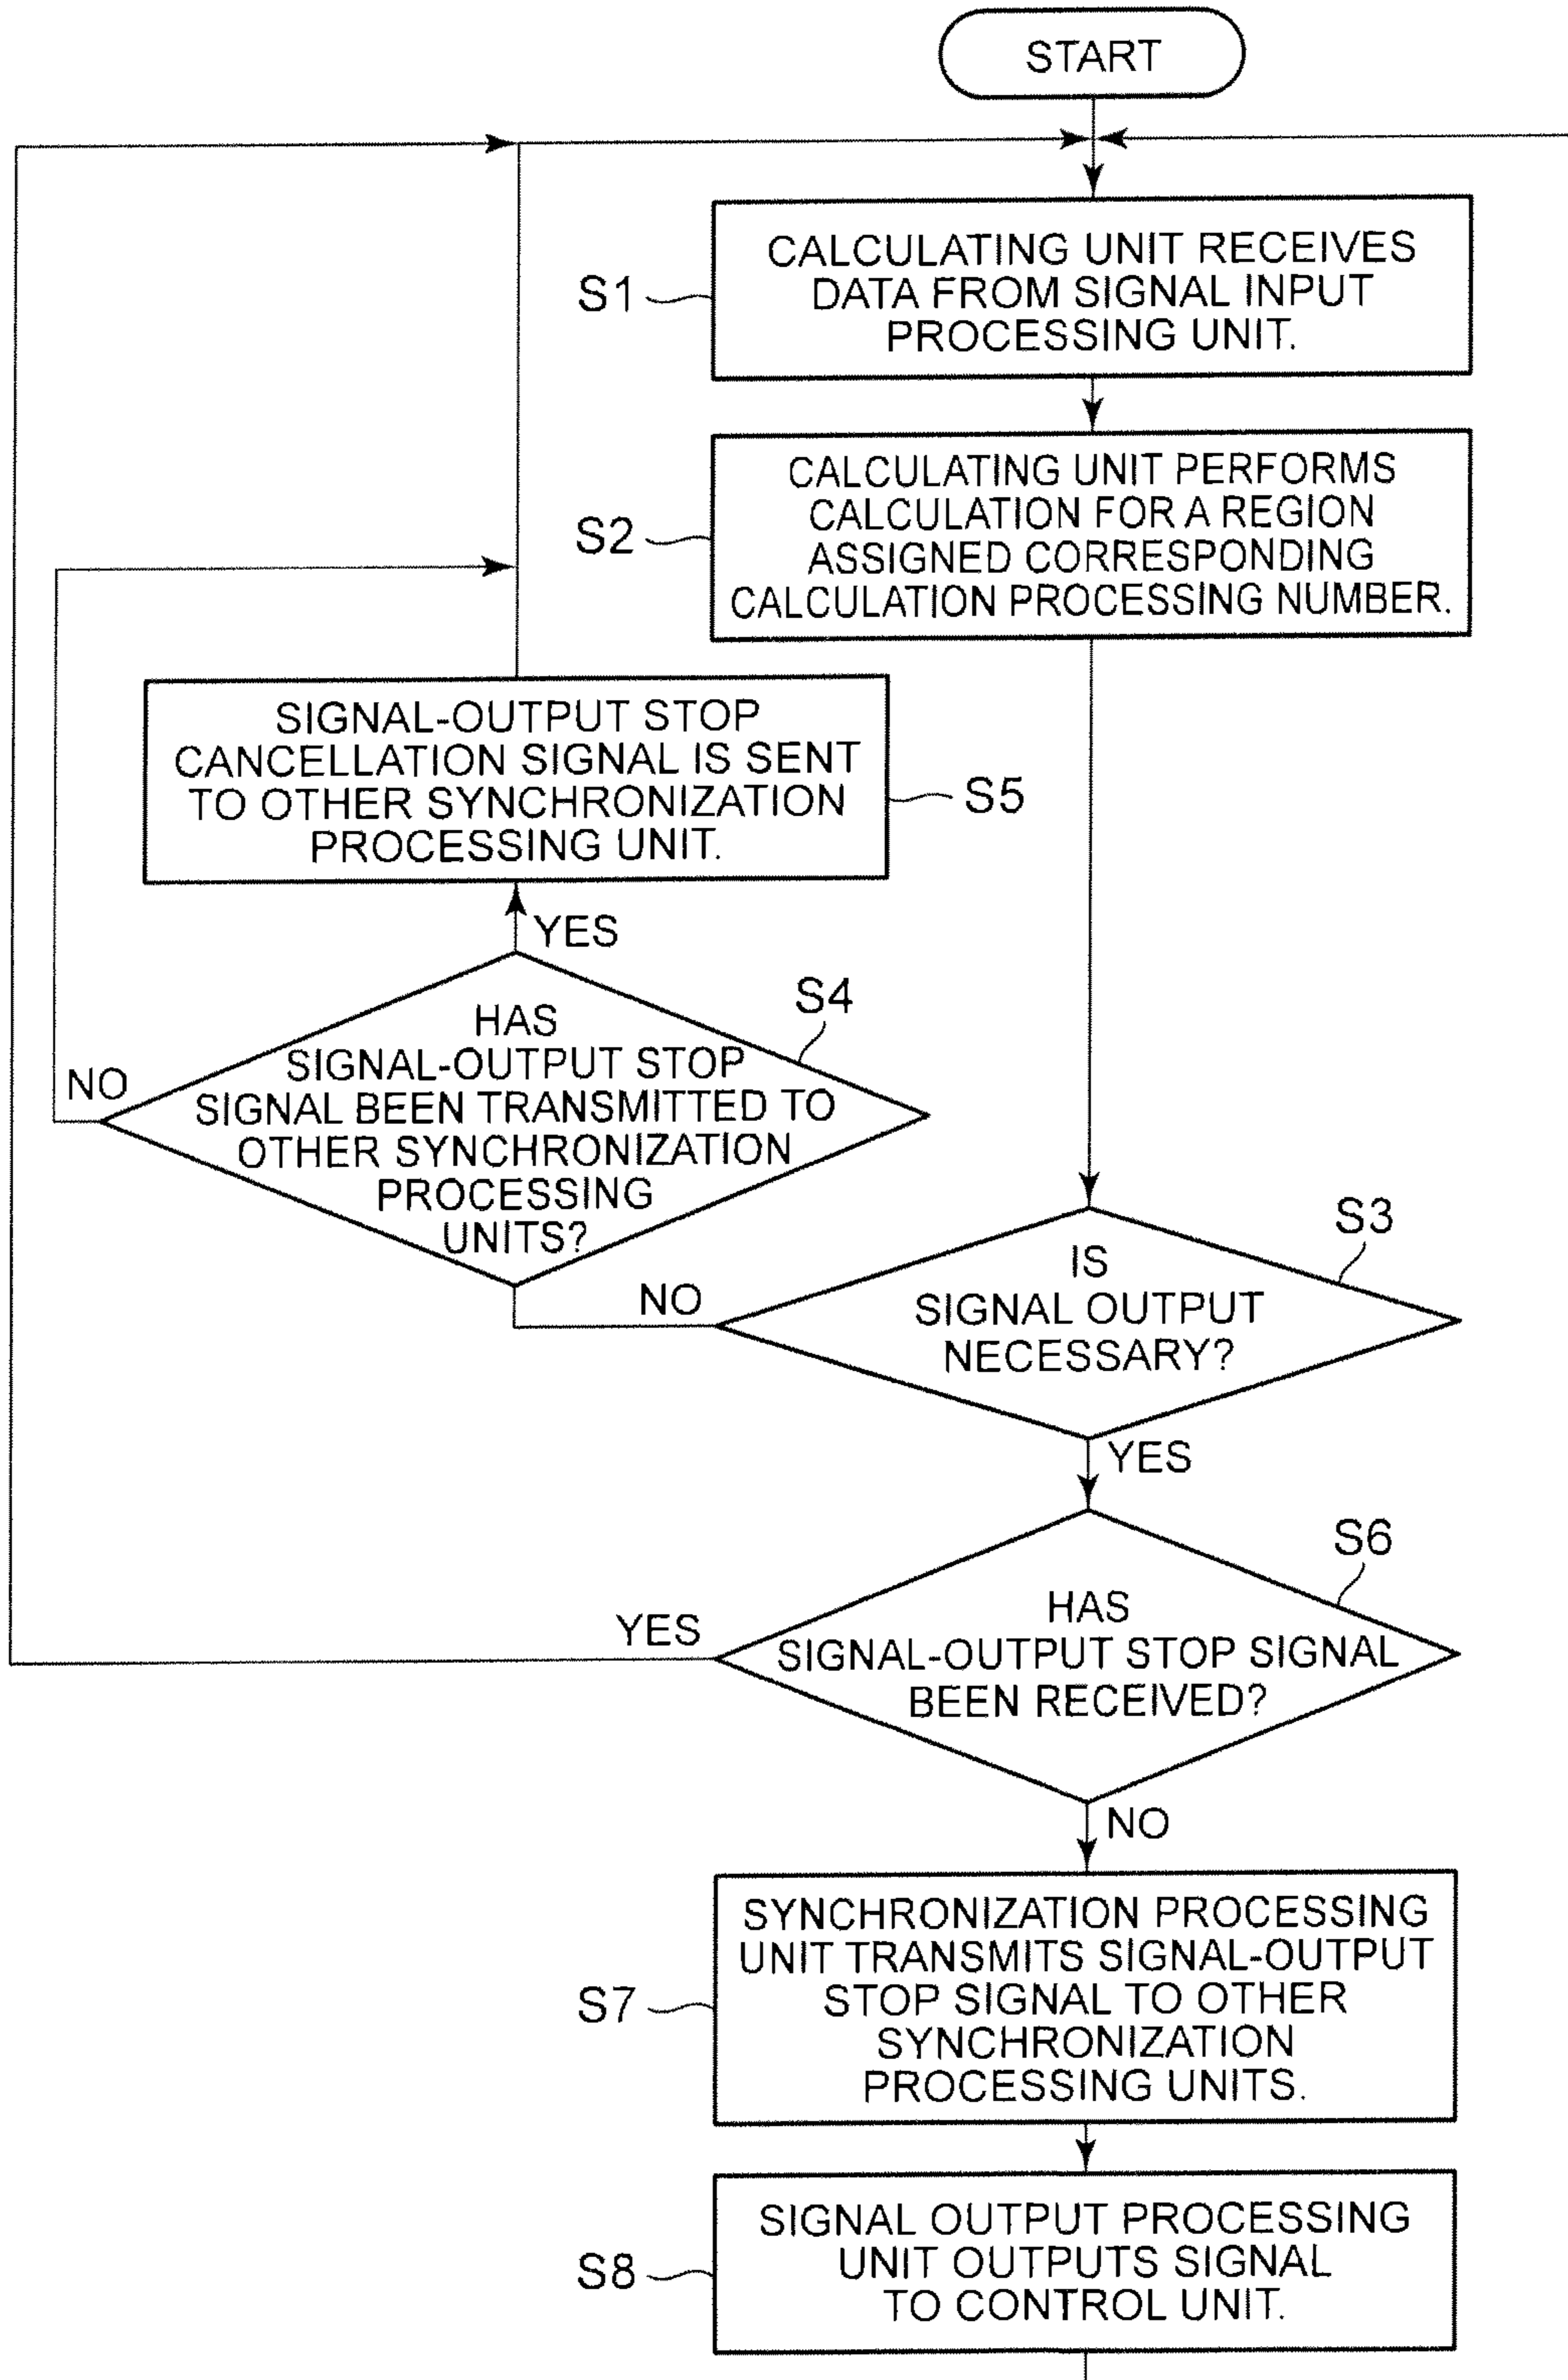 START
S1
CALCULATING UNIT RECEIVES
DATA FROM SIGNAL INPUT
PROCESSING UNIT.
S2
CALCULATING UNIT PERFORMS
CALCULATION FOR A REGION
ASSIGNED CORRESPONDING
CALCULATION PROCESSING NUMBER.
SIGNAL-OUTPUT STOP
CANCELLATION SIGNAL IS SENT
TO OTHER SYNCHRONIZATION
PROCESSING UNIT.
S5
YES
S4
HAS
SIGNAL-OUTPUT STOP
SIGNAL BEEN TRANSMITTED TO
OTHER SYNCHRONIZATION
PROCESSING
UNITS?
NO
S3
IS
SIGNAL OUTPUT
NECESSARY?
NO
YES
S6
HAS
SIGNAL-OUTPUT STOP SIGNAL
BEEN RECEIVED?
YES
NO
S7
SYNCHRONIZATION PROCESSING
UNIT TRANSMITS SIGNAL-OUTPUT
STOP SIGNAL TO OTHER
SYNCHRONIZATION
PROCESSING UNITS.
S8
SIGNAL OUTPUT PROCESSING
UNIT OUTPUTS SIGNAL
TO CONTROL UNIT.